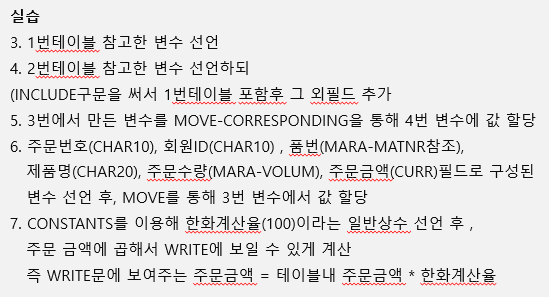 실습
3. 1번테이블 참고한 변수 선언
4. 2번테이블 참고한 변수 선언하되
(INCLUDE구문을 써서 1번테이블 포함후 그 외필드 추가
5. 3번에서 만든 변수를 MOVE-CORRESPONDING을 통해 4번 변수에 값 할당
6. 주문번호(CHAR10), 회원ID(CHAR10) , 품번(MARA-MATNR참조),
제품명(CHAR20), 주문수량(MARA-VOLUM), 주문금액(CURR)필드로 구성된
변수 선언 후, MOVE를 통해 3번 변수에서 값 할당
7. CONSTANTS를 이용해 한화계산율(100)이라는 일반상수 선언 후 ,
주문 금액에 곱해서 WRITE에 보일 수 있게 계산
즉 WRITE문에 보여주는 주문금액 = 테이블내 주문금액 * 한화계산율